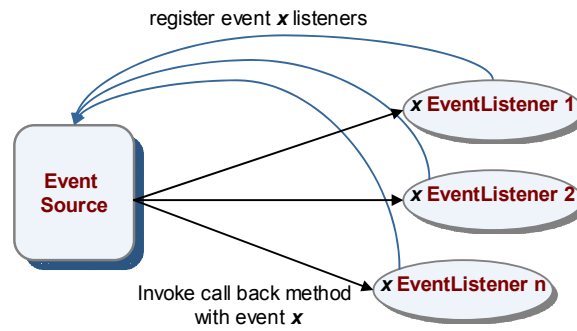 register event x listeners
x EventListener 1
Event
Source
x EventListener 2
x EventListener n
Invoke call back method
with event x